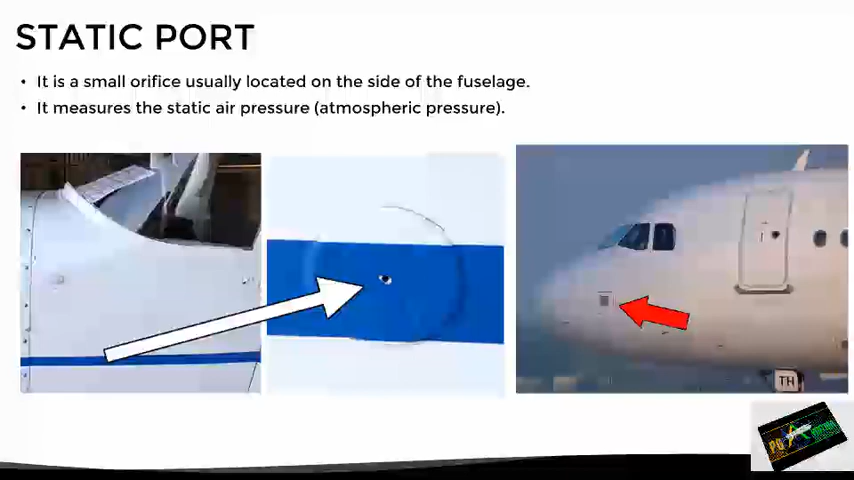 STATIC PORT
• It is a small orifice usually located on the side of the fuselage.
• It measures the static air pressure (atmospheric pressure).
TH